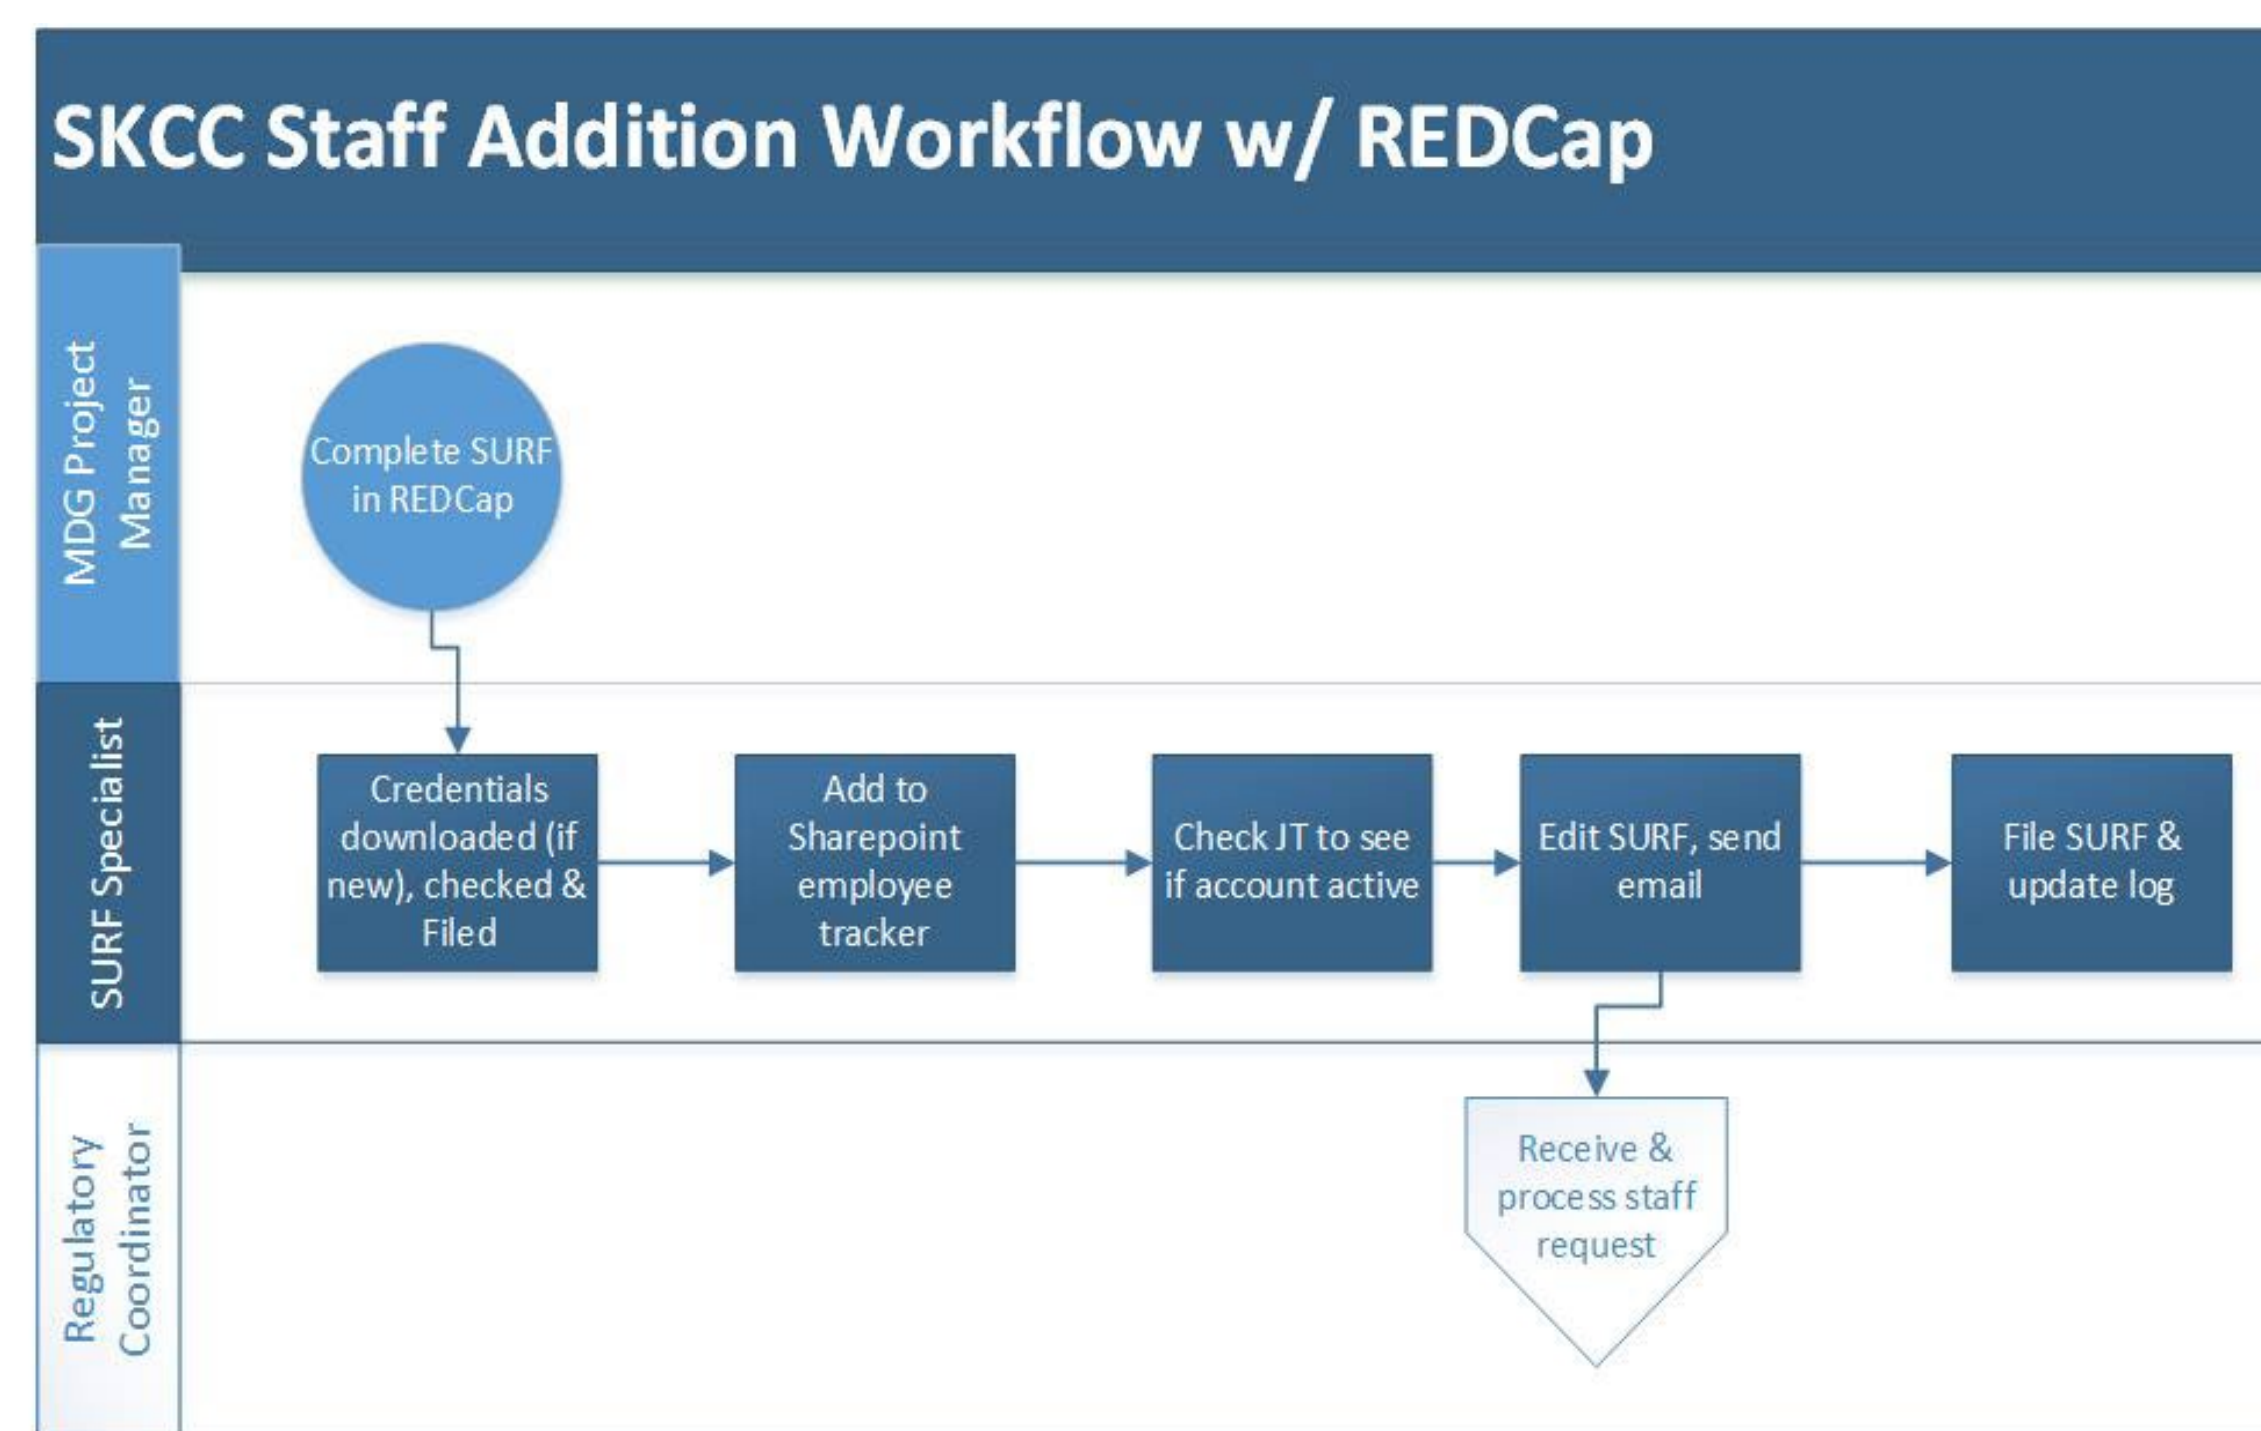 SKCC Staff Addition Workflow w/ REDCap
MDG Project
Manager
Complete SURF
in REDCap
SURF Specialist
Credentials
downloaded (if
new), checked &
Filed
Add to
Sharepoint
employee
tracker
Check JT to see
if account active
Edit SURF, send
email
File SURF &
update log
Regulatory
Coordinator
Receive &
process staff
request